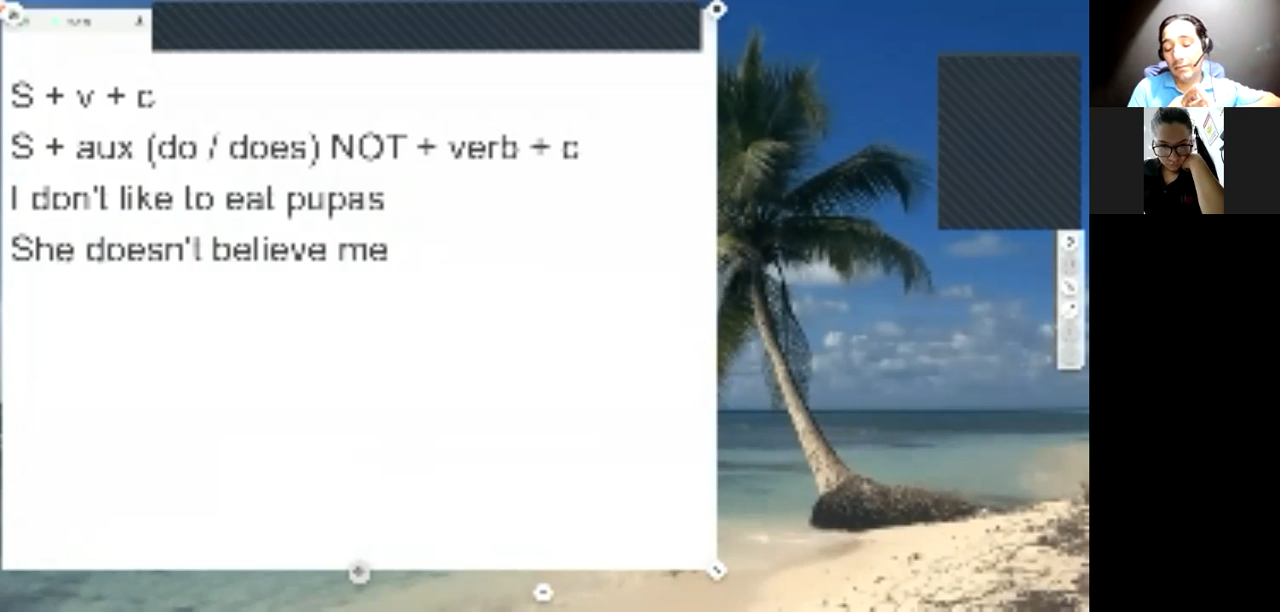 S + v + c
S + aux (do / does) NOT + verb + c
I don't like to eat pupas
She doesn't believe me